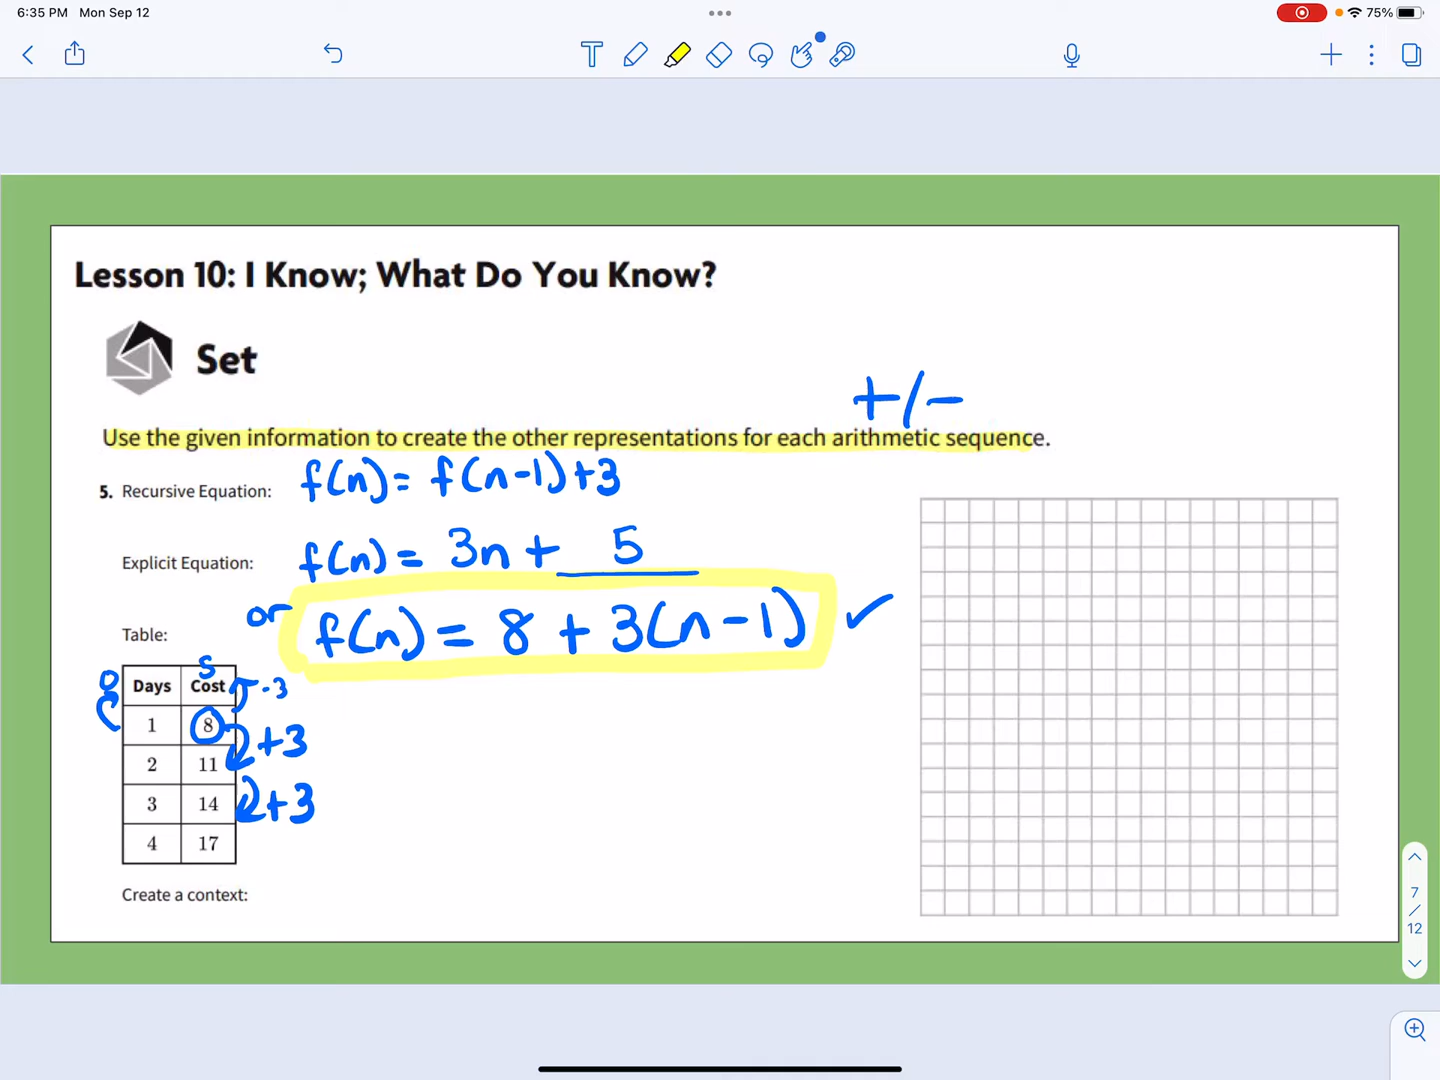 6:35 PM Mon Sep 12
75%
T
Lesson 10: I Know; What Do You Know?
Set
+/-
Use the given information to create the other representations for each arithmetic sequence.
5. Recursive Equation: f(n) = f(n-1)+3
Explicit Equation: f(n) = 3n + 5
or f(n) = 8 + 3(n-1) ✓
Table:
0 5
Days Cost -3
1 8
+3
2 11
+3
3 14
4 17
Create a context:
7
/
12